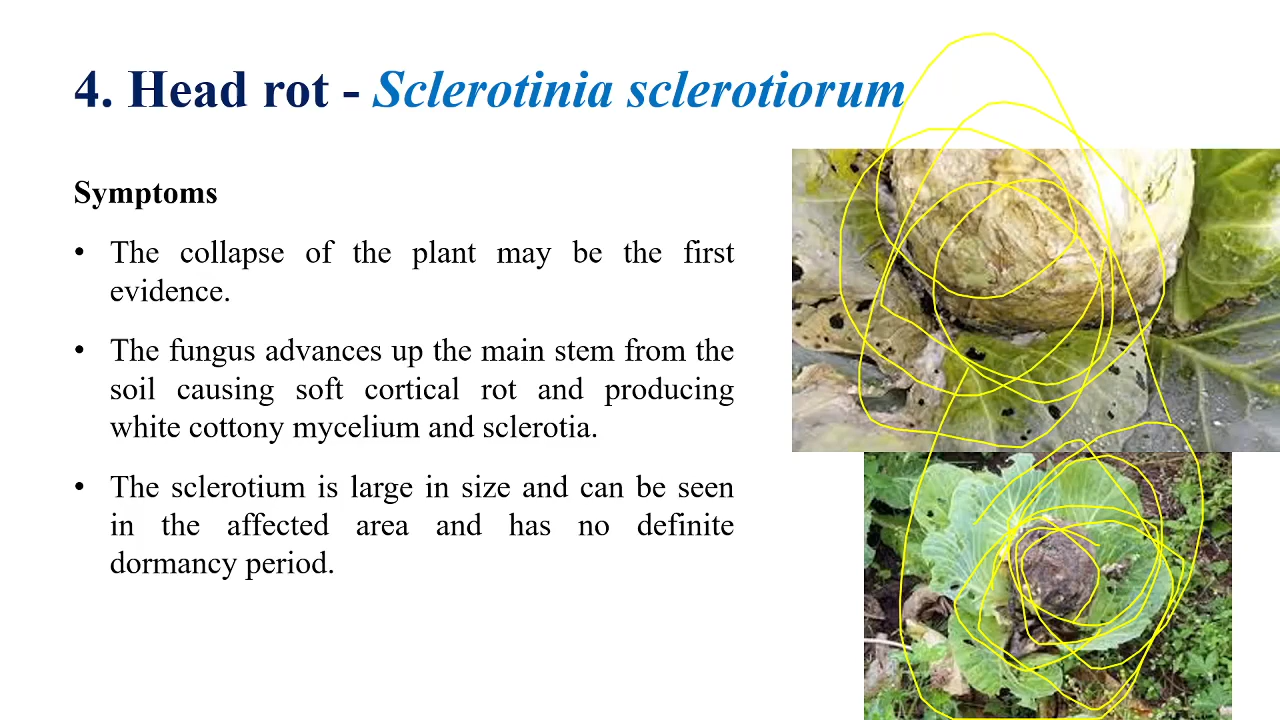 4. Head rot - Sclerotinia sclerotiorum
Symptoms
• The collapse of the plant may be the first
evidence.
• The fungus advances up the main stem from the
soil causing soft cortical rot and producing
white cottony mycelium and sclerotia.
• The sclerotium is large in size and can be seen
in the affected area and has no definite
dormancy period.